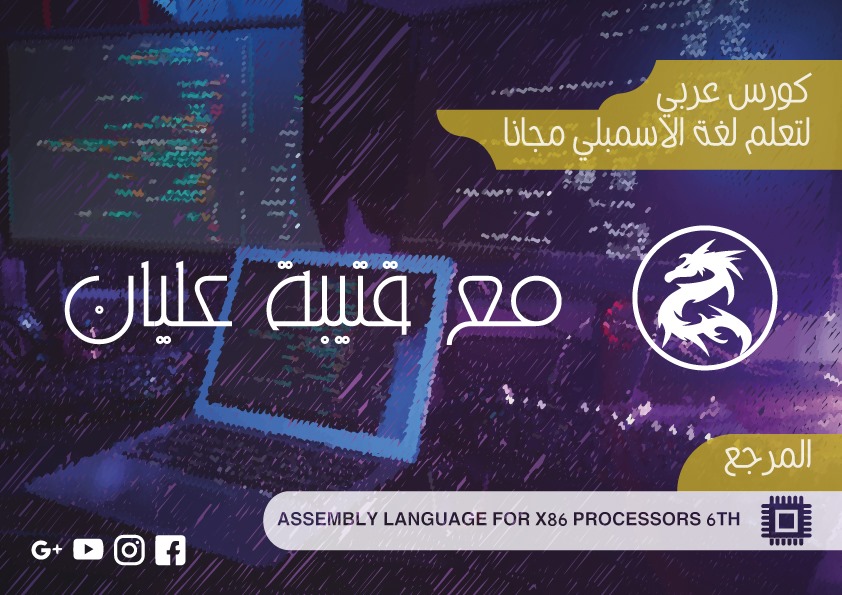 كورس عربي
لتعلم لغة الاسمبلي مجانا
مع قتيبة عليان
المرجع
ASSEMBLY LANGUAGE FOR X86 PROCESSORS 6TH
G+